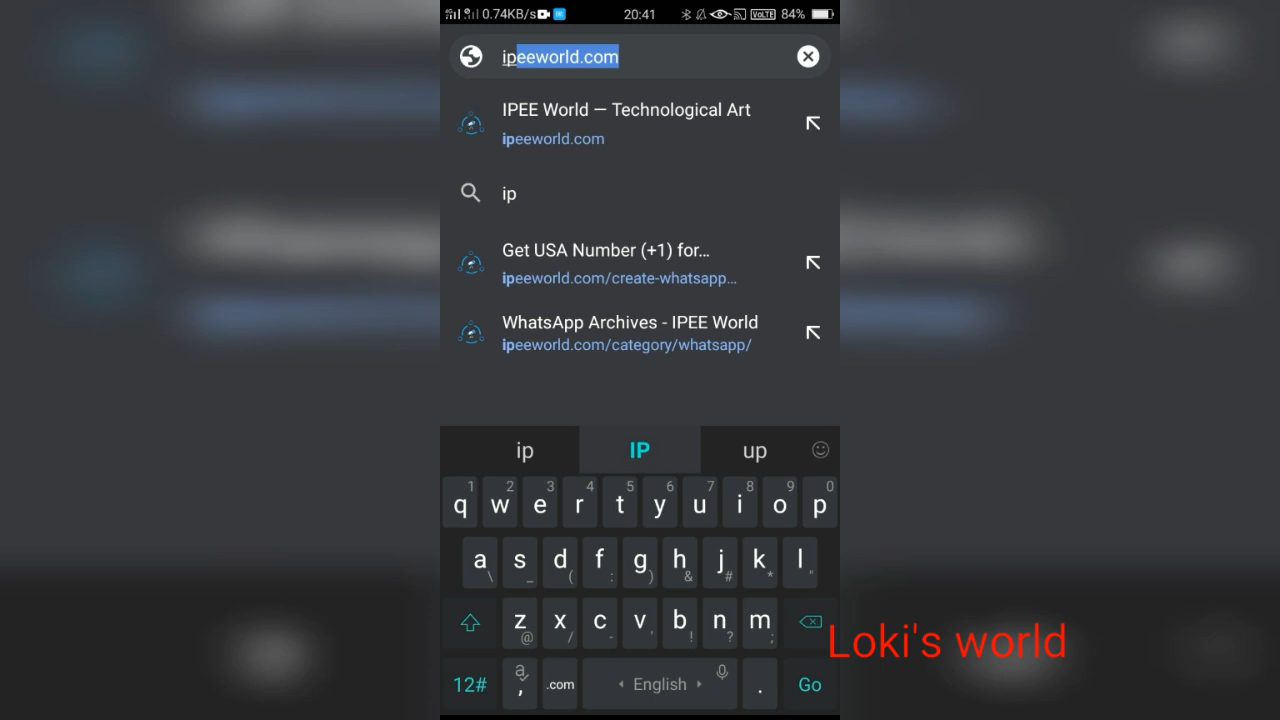 0.74KB/s 20:41 VoLTE 84%
ipeeworld.com
IPEE World — Technological Art
ipeeworld.com
ip
Get USA Number (+1) for…
ipeeworld.com/create-whatsapp…
WhatsApp Archives - IPEE World
ipeeworld.com/category/whatsapp/
ip IP up
1 2 3 4 5 6 7 8 9 0
q w e r t y u i o p
a s d f g h j k l
\ _ ( : ) & # * "
z x c v b n m
@ / - ' ! ? ;
Loki's world
12# a , .com English . Go